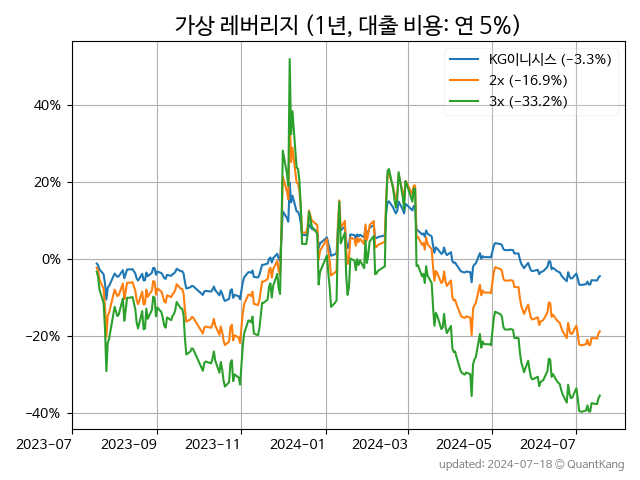 가상 레버리지 (1년, 대출 비용: 연 5%)
KG이니시스 (−3.3%)
2x (−16.9%)
3x (−33.2%)
40%
20%
0%
−20%
−40%
2023-07 2023-09 2023-11 2024-01 2024-03 2024-05 2024-07
updated: 2024-07-18 © QuantKang